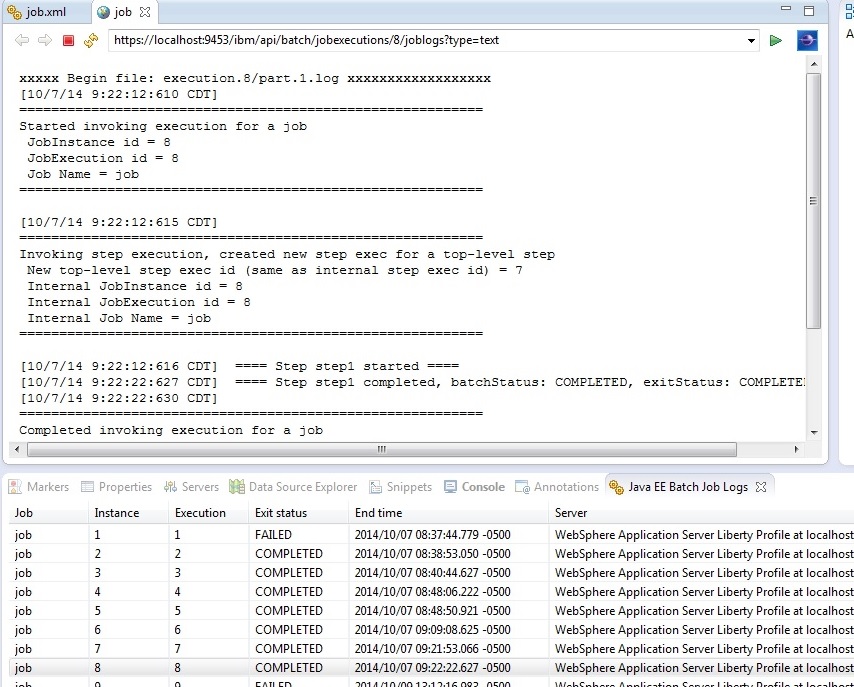 job.xml job
https://localhost:9453/ibm/api/batch/jobexecutions/8/joblogs?type=text
A
xxxxx Begin file: execution.8/part.1.log xxxxxxxxxxxxxxxxxx
[10/7/14 9:22:12:610 CDT]
==========================================================
Started invoking execution for a job
JobInstance id = 8
JobExecution id = 8
Job Name = job
==========================================================
[10/7/14 9:22:12:615 CDT]
==========================================================
Invoking step execution, created new step exec for a top-level step
New top-level step exec id (same as internal step exec id) = 7
Internal JobInstance id = 8
Internal JobExecution id = 8
Internal Job Name = job
==========================================================
[10/7/14 9:22:12:616 CDT] ==== Step step1 started ====
[10/7/14 9:22:22:627 CDT] ==== Step step1 completed, batchStatus: COMPLETED, exitStatus: COMPLETE
[10/7/14 9:22:22:630 CDT]
==========================================================
Completed invoking execution for a job
Markers Properties Servers Data Source Explorer Snippets Console Annotations Java EE Batch Job Logs
Job Instance Execution Exit status End time Server
job 1 1 FAILED 2014/10/07 08:37:44.779 -0500 WebSphere Application Server Liberty Profile at localhost
job 2 2 COMPLETED 2014/10/07 08:38:53.050 -0500 WebSphere Application Server Liberty Profile at localhost
job 3 3 COMPLETED 2014/10/07 08:40:44.627 -0500 WebSphere Application Server Liberty Profile at localhost
job 4 4 COMPLETED 2014/10/07 08:48:06.222 -0500 WebSphere Application Server Liberty Profile at localhost
job 5 5 COMPLETED 2014/10/07 08:48:50.921 -0500 WebSphere Application Server Liberty Profile at localhost
job 6 6 COMPLETED 2014/10/07 09:09:08.625 -0500 WebSphere Application Server Liberty Profile at localhost
job 7 7 COMPLETED 2014/10/07 09:21:53.066 -0500 WebSphere Application Server Liberty Profile at localhost
job 8 8 COMPLETED 2014/10/07 09:22:22.627 -0500 WebSphere Application Server Liberty Profile at localhost
job 9 9 FAILED 2014/10/09 13:12:16.983 -0500 WebSphere Application Server Liberty Profile at localhost